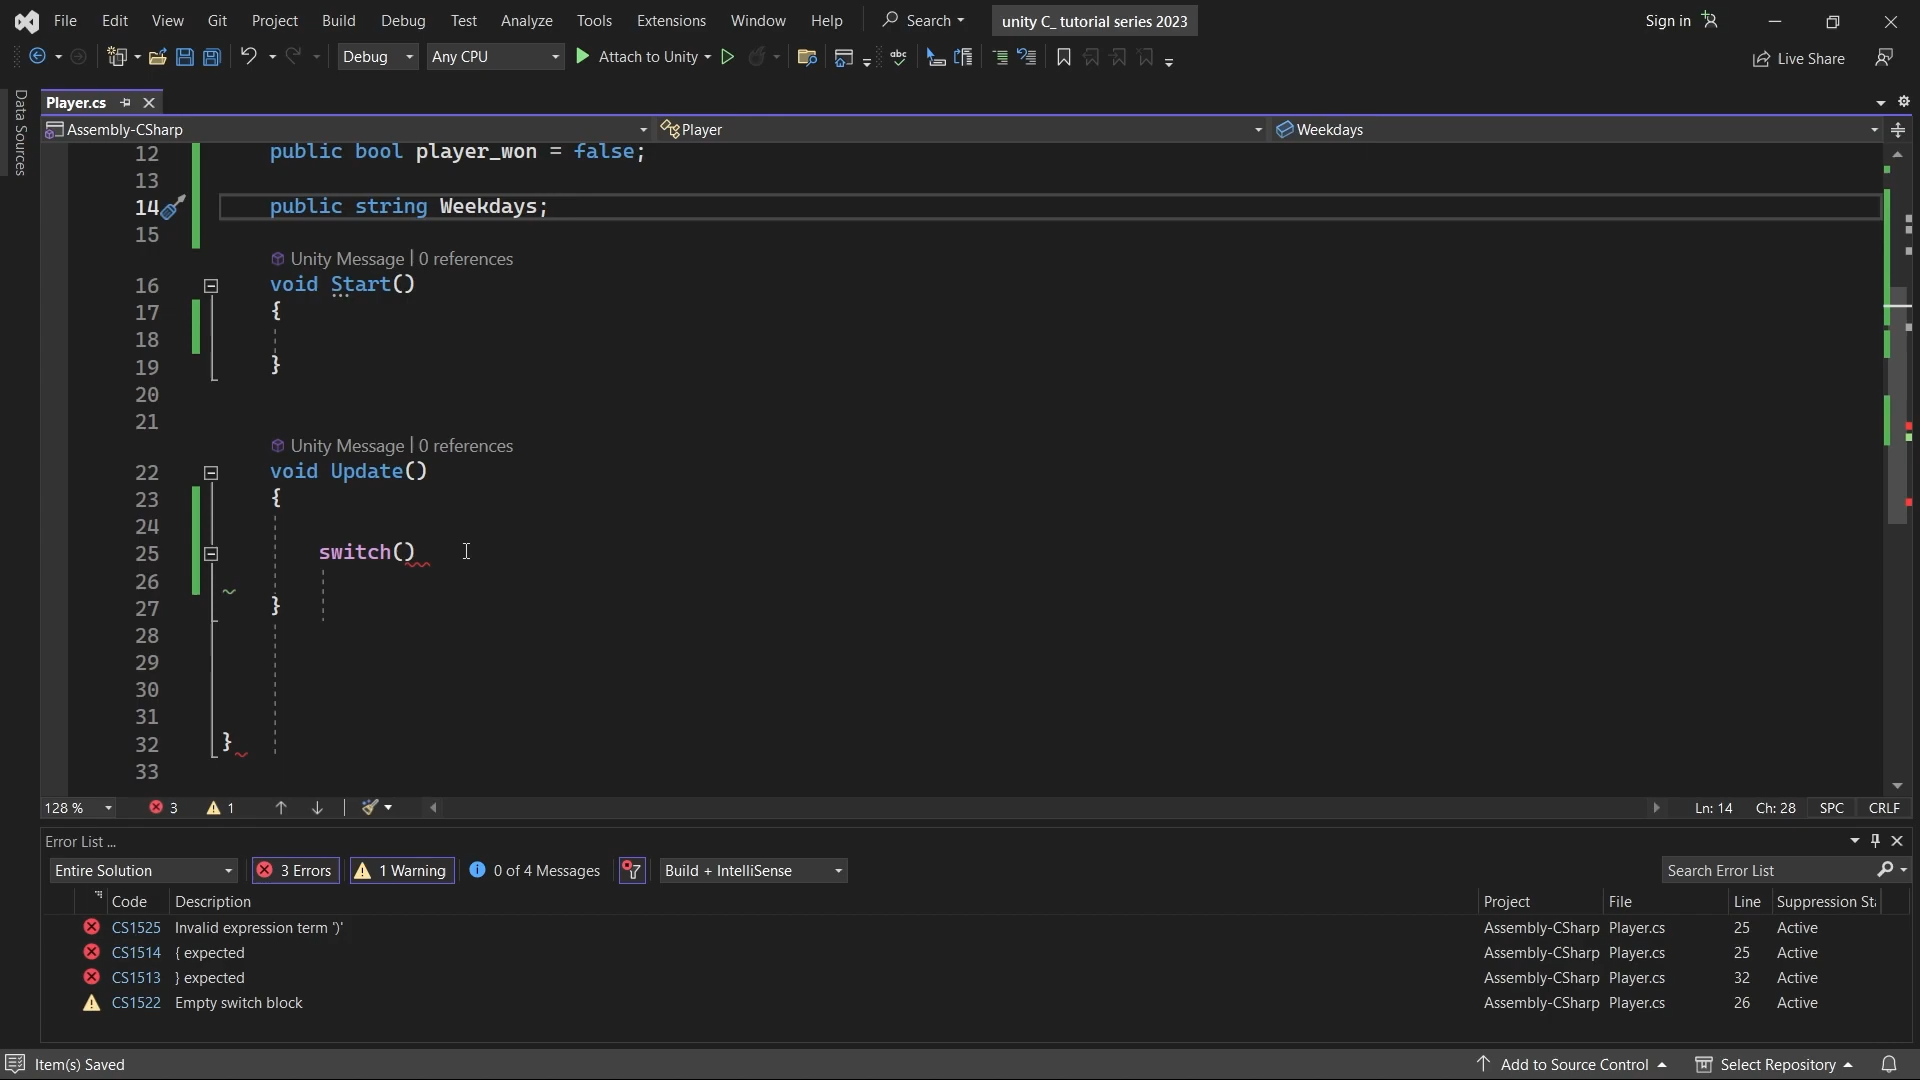 File Edit View Git Project Build Debug Test Analyze Tools Extensions Window Help Search unity C_ tutorial series 2023 Sign in
Debug Any CPU Attach to Unity Live Share
Data Sources
Player.cs
Assembly-CSharp Player Weekdays
12 public bool player_won = false;
13
14 public string Weekdays;
15
Unity Message | 0 references
16 void Start()
17 {
18
19 }
20
21
Unity Message | 0 references
22 void Update()
23 {
24
25 switch()
26
27 }
28
29
30
31
32 }
33
128 % 3 1 Ln: 14 Ch: 28 SPC CRLF
Error List ...
Entire Solution 3 Errors 1 Warning 0 of 4 Messages Build + IntelliSense Search Error List
Code Description Project File Line Suppression St
CS1525 Invalid expression term ')' Assembly-CSharp Player.cs 25 Active
CS1514 { expected Assembly-CSharp Player.cs 25 Active
CS1513 } expected Assembly-CSharp Player.cs 32 Active
CS1522 Empty switch block Assembly-CSharp Player.cs 26 Active
Item(s) Saved Add to Source Control Select Repository